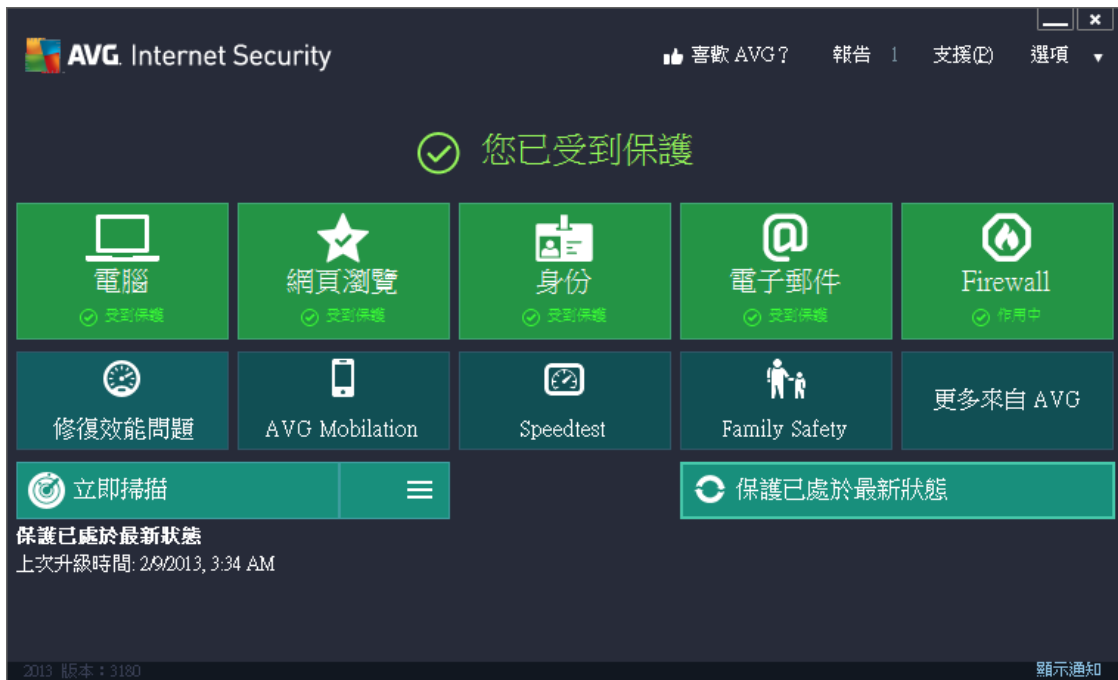 AVG. Internet Security
喜歡 AVG？ 報告 1 支援(P) 選項
您已受到保護
電腦 網頁瀏覽 身份 電子郵件 Firewall
受到保護 受到保護 受到保護 受到保護 作用中
修復效能問題 AVG Mobilation Speedtest Family Safety 更多來自 AVG
立即掃描 保護已處於最新狀態
保護已處於最新狀態
上次升級時間: 2/9/2013, 3:34 AM
2013 版本：3180 顯示通知